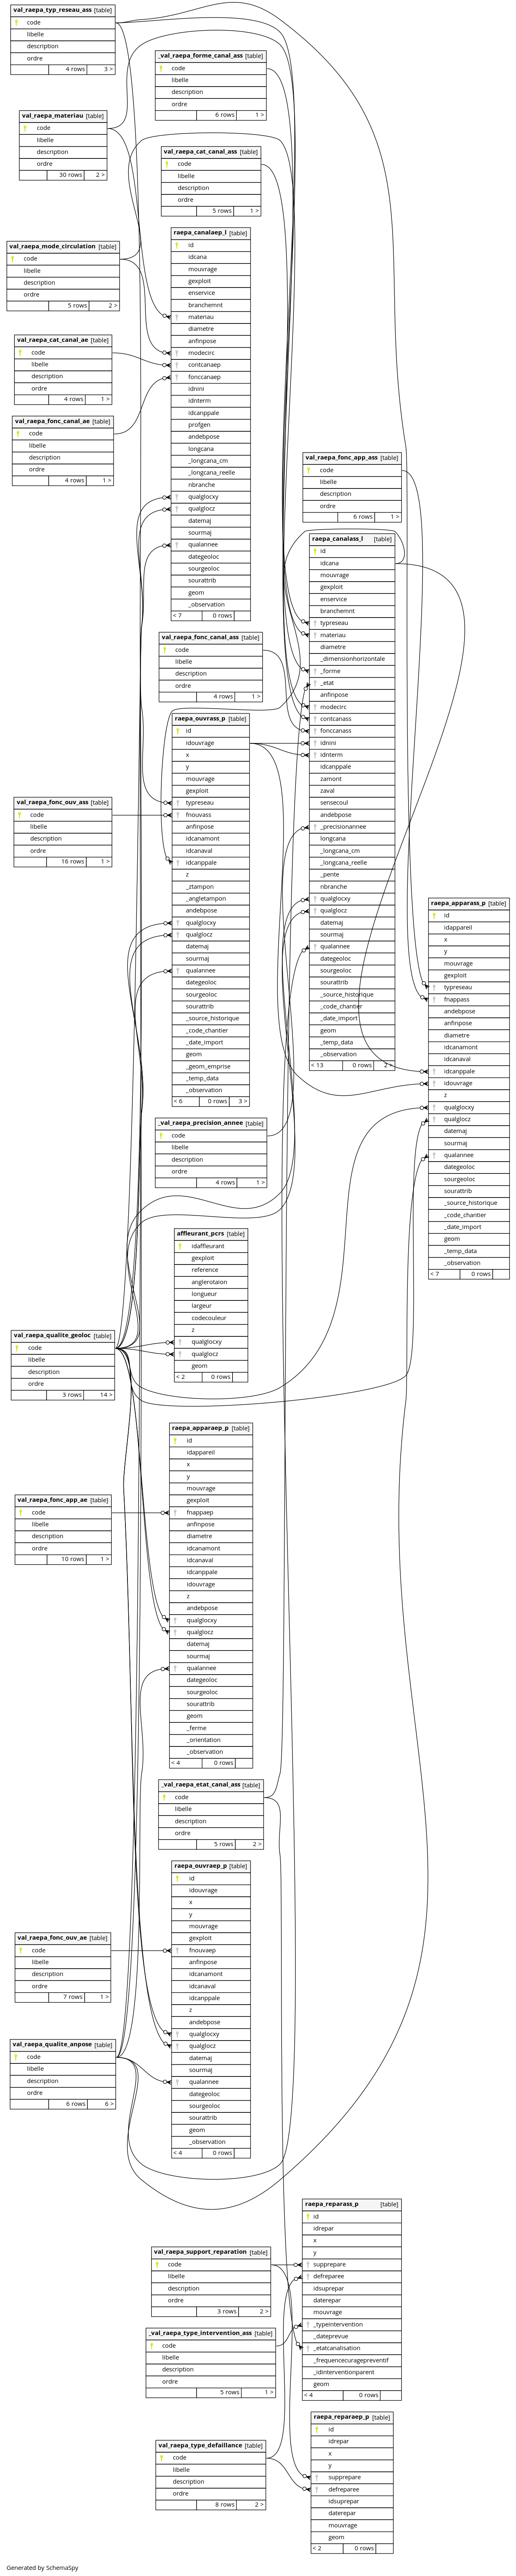 val_raepa_typ_reseau_ass [table]
code
libelle
description
ordre
4 rows 3 >
_val_raepa_forme_canal_ass [table]
code
libelle
description
ordre
6 rows 1 >
val_raepa_materiau [table]
code
libelle
description
ordre
30 rows 2 >
val_raepa_cat_canal_ass [table]
code
libelle
description
ordre
5 rows 1 >
val_raepa_mode_circulation [table]
code
libelle
description
ordre
5 rows 2 >
raepa_canalaep_l [table]
id
idcana
mouvrage
gexploit
enservice
branchemnt
materiau
diametre
anfinpose
modecirc
contcanaep
fonccanaep
idnini
idnterm
idcanppale
profgen
andebpose
longcana
_longcana_cm
_longcana_reelle
nbranche
qualglocxy
qualglocz
datemaj
sourmaj
qualannee
dategeoloc
sourgeoloc
sourattrib
geom
_observation
< 7 0 rows
val_raepa_cat_canal_ae [table]
code
libelle
description
ordre
4 rows 1 >
val_raepa_fonc_canal_ae [table]
code
libelle
description
ordre
4 rows 1 >
val_raepa_fonc_app_ass [table]
code
libelle
description
ordre
6 rows 1 >
raepa_canalass_l [table]
id
idcana
mouvrage
gexploit
enservice
branchemnt
typreseau
materiau
diametre
_dimensionhorizontale
_forme
_etat
anfinpose
modecirc
contcanass
fonccanass
idnini
idnterm
idcanppale
zamont
zaval
sensecoul
andebpose
_precisionannee
longcana
_longcana_cm
_longcana_reelle
_pente
nbranche
qualglocxy
qualglocz
datemaj
sourmaj
qualannee
dategeoloc
sourgeoloc
sourattrib
_source_historique
_code_chantier
_date_import
geom
_temp_data
_observation
< 13 0 rows 2 >
val_raepa_fonc_canal_ass [table]
code
libelle
description
ordre
4 rows 1 >
raepa_ouvrass_p [table]
id
idouvrage
x
y
mouvrage
gexploit
typreseau
fnouvass
anfinpose
idcanamont
idcanaval
idcanppale
z
_ztampon
_angletampon
andebpose
qualglocxy
qualglocz
datemaj
sourmaj
qualannee
dategeoloc
sourgeoloc
sourattrib
_source_historique
_code_chantier
_date_import
geom
_geom_emprise
_temp_data
_observation
< 6 0 rows 3 >
val_raepa_fonc_ouv_ass [table]
code
libelle
description
ordre
16 rows 1 >
raepa_apparass_p [table]
id
idappareil
x
y
mouvrage
gexploit
typreseau
fnappass
andebpose
anfinpose
diametre
idcanamont
idcanaval
idcanppale
idouvrage
z
qualglocxy
qualglocz
datemaj
sourmaj
qualannee
dategeoloc
sourgeoloc
sourattrib
_source_historique
_code_chantier
_date_import
geom
_temp_data
_observation
< 7 0 rows
_val_raepa_precision_annee [table]
code
libelle
description
ordre
4 rows 1 >
affleurant_pcrs [table]
idaffleurant
gexploit
reference
anglerotaion
longueur
largeur
codecouleur
z
qualglocxy
qualglocz
geom
< 2 0 rows
val_raepa_qualite_geoloc [table]
code
libelle
description
ordre
3 rows 14 >
raepa_apparaep_p [table]
id
idappareil
x
y
mouvrage
gexploit
fnappaep
anfinpose
diametre
idcanamont
idcanaval
idcanppale
idouvrage
z
andebpose
qualglocxy
qualglocz
datemaj
sourmaj
qualannee
dategeoloc
sourgeoloc
sourattrib
geom
_ferme
_orientation
_observation
< 4 0 rows
val_raepa_fonc_app_ae [table]
code
libelle
description
ordre
10 rows 1 >
_val_raepa_etat_canal_ass [table]
code
libelle
description
ordre
5 rows 2 >
raepa_ouvraep_p [table]
id
idouvrage
x
y
mouvrage
gexploit
fnouvaep
anfinpose
idcanamont
idcanaval
idcanppale
z
andebpose
qualglocxy
qualglocz
datemaj
sourmaj
qualannee
dategeoloc
sourgeoloc
sourattrib
geom
_observation
< 4 0 rows
val_raepa_fonc_ouv_ae [table]
code
libelle
description
ordre
7 rows 1 >
val_raepa_qualite_anpose [table]
code
libelle
description
ordre
6 rows 6 >
raepa_reparass_p [table]
id
idrepar
x
y
supprepare
defreparee
idsuprepar
daterepar
mouvrage
_typeintervention
_dateprevue
_etatcanalisation
_frequencecuragepreventif
_idinterventionparent
geom
< 4 0 rows
val_raepa_support_reparation [table]
code
libelle
description
ordre
3 rows 2 >
_val_raepa_type_intervention_ass [table]
code
libelle
description
ordre
5 rows 1 >
raepa_reparaep_p [table]
id
idrepar
x
y
supprepare
defreparee
idsuprepar
daterepar
mouvrage
geom
< 2 0 rows
val_raepa_type_defaillance [table]
code
libelle
description
ordre
8 rows 2 >
Generated by SchemaSpy